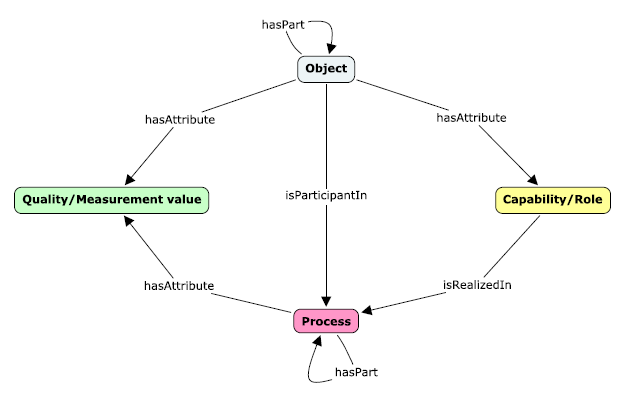 hasPart
Object
hasAttribute
hasAttribute
isParticipantIn
Quality/Measurement value
Capability/Role
hasAttribute
isRealizedIn
Process
hasPart